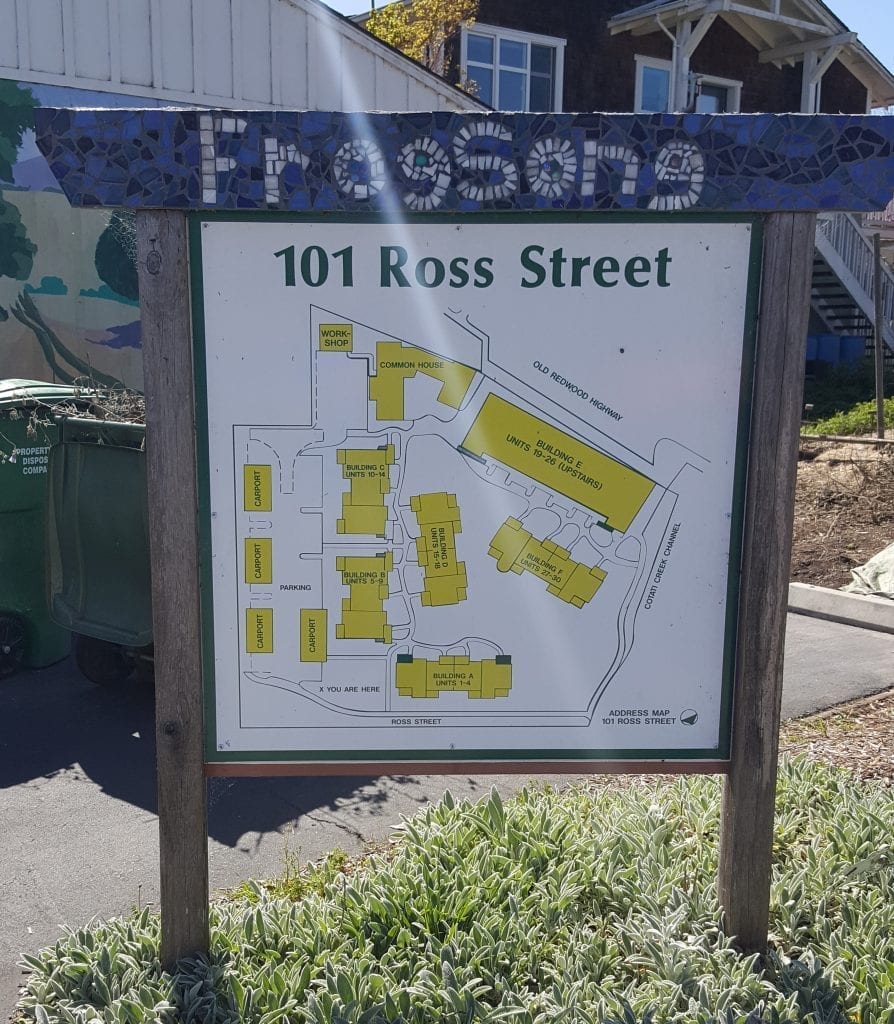 FrogSong
101 Ross Street
WORK-
SHOP
COMMON HOUSE
OLD REDWOOD HIGHWAY
BUILDING E
UNITS 19-26 (UPSTAIRS)
BUILDING C
UNITS 10-14
CARPORT
BUILDING D
UNITS 15-18
BUILDING F
UNITS 27-30
COTATI CREEK CHANNEL
CARPORT
BUILDING B
UNITS 5-9
PARKING
CARPORT
CARPORT
BUILDING A
UNITS 1-4
X YOU ARE HERE
ROSS STREET
ADDRESS MAP
101 ROSS STREET
PROPERTY
DISPOS
COMPA